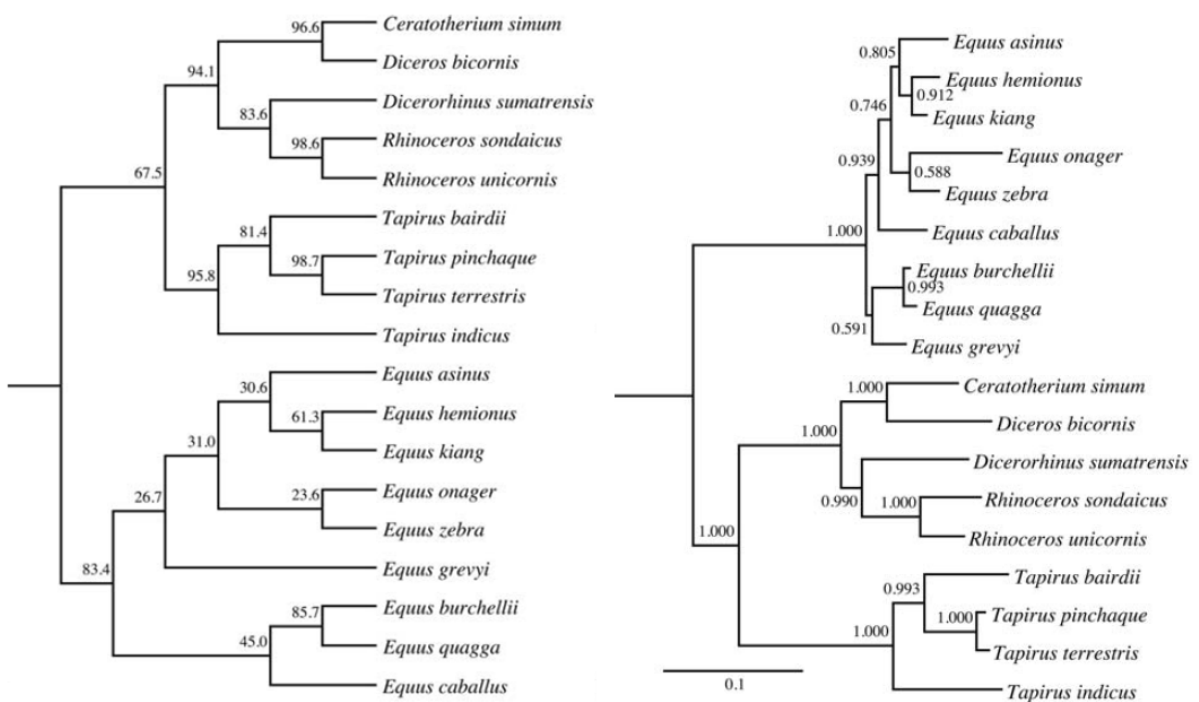 96.6
Ceratotherium simum
Diceros bicornis
94.1
83.6
Dicerorhinus sumatrensis
98.6
Rhinoceros sondaicus
Rhinoceros unicornis
67.5
81.4
Tapirus bairdii
98.7
Tapirus pinchaque
Tapirus terrestris
95.8
Tapirus indicus
30.6
Equus asinus
61.3
Equus hemionus
Equus kiang
31.0
23.6
Equus onager
Equus zebra
26.7
Equus grevyi
83.4
85.7
Equus burchellii
Equus quagga
45.0
Equus caballus
0.805
Equus asinus
Equus hemionus
0.912
Equus kiang
0.746
Equus onager
0.588
Equus zebra
0.939
Equus caballus
1.000
Equus burchellii
0.993
Equus quagga
0.591
Equus grevyi
1.000
Ceratotherium simum
Diceros bicornis
1.000
Dicerorhinus sumatrensis
0.990
1.000
Rhinoceros sondaicus
Rhinoceros unicornis
1.000
0.993
Tapirus bairdii
1.000
Tapirus pinchaque
Tapirus terrestris
1.000
Tapirus indicus
0.1